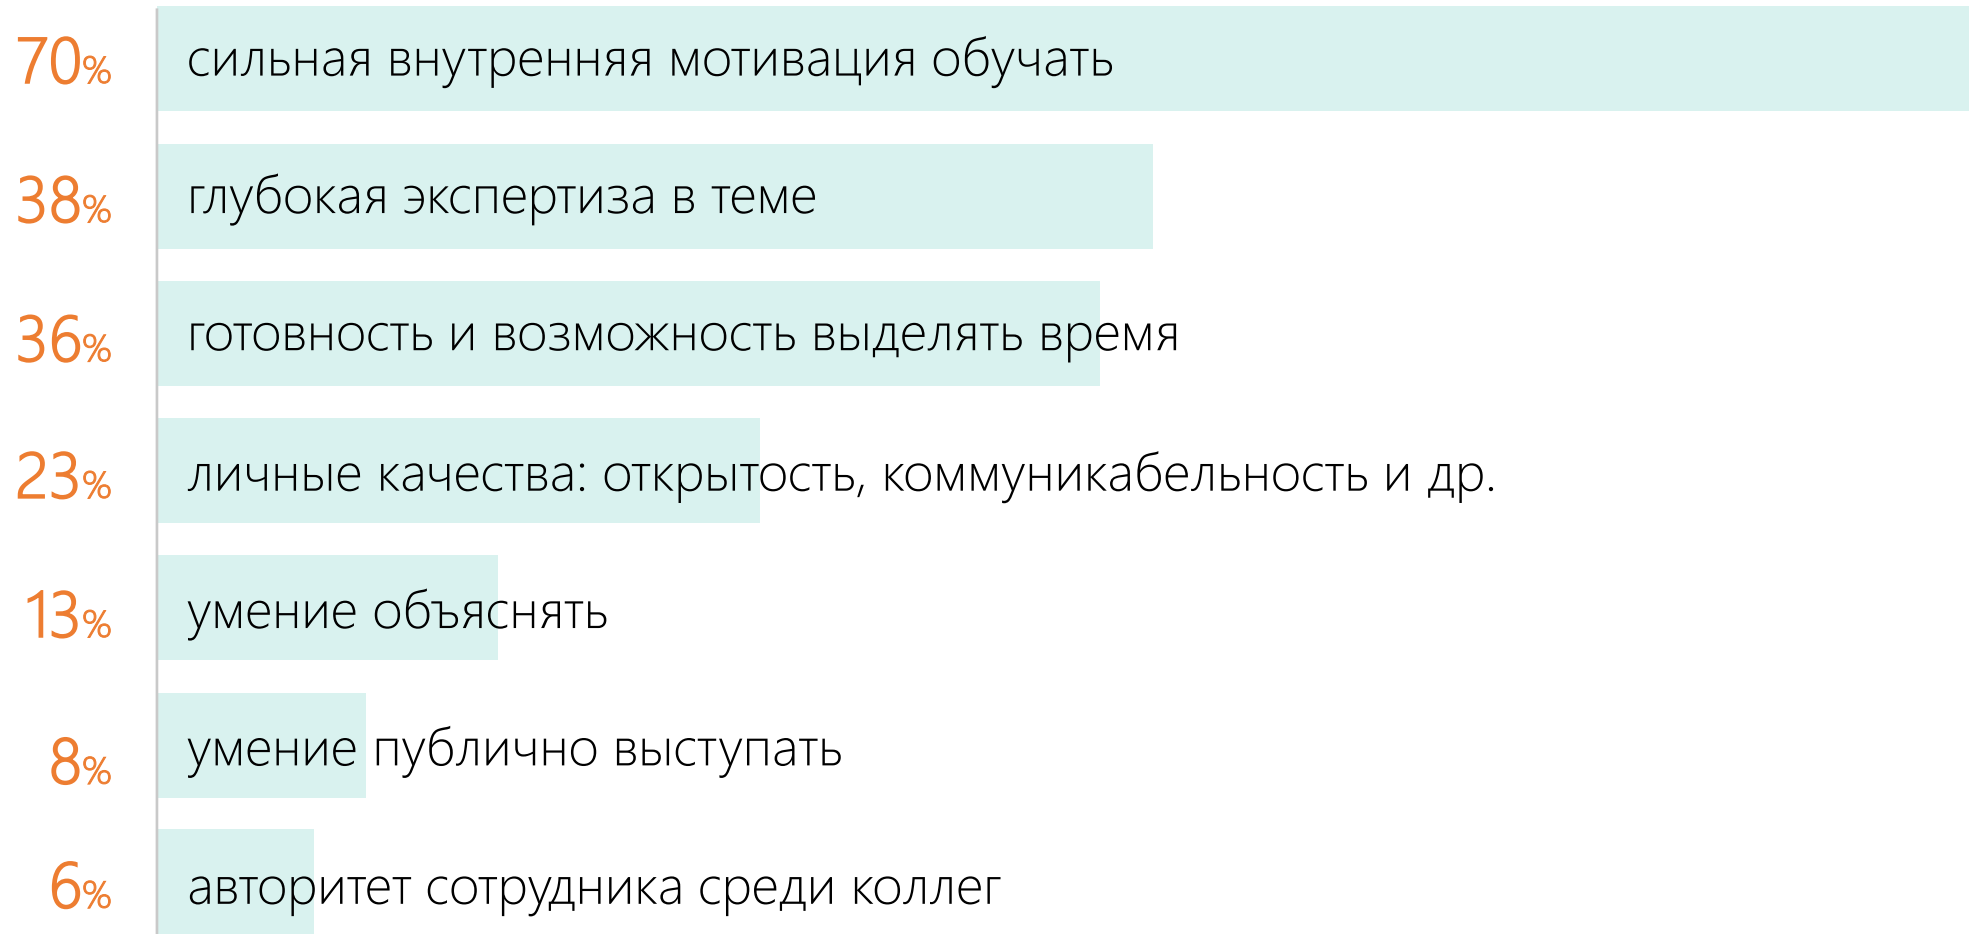 70% сильная внутренняя мотивация обучать
38% глубокая экспертиза в теме
36% готовность и возможность выделять время
23% личные качества: открытость, коммуникабельность и др.
13% умение объяснять
8% умение публично выступать
6% авторитет сотрудника среди коллег